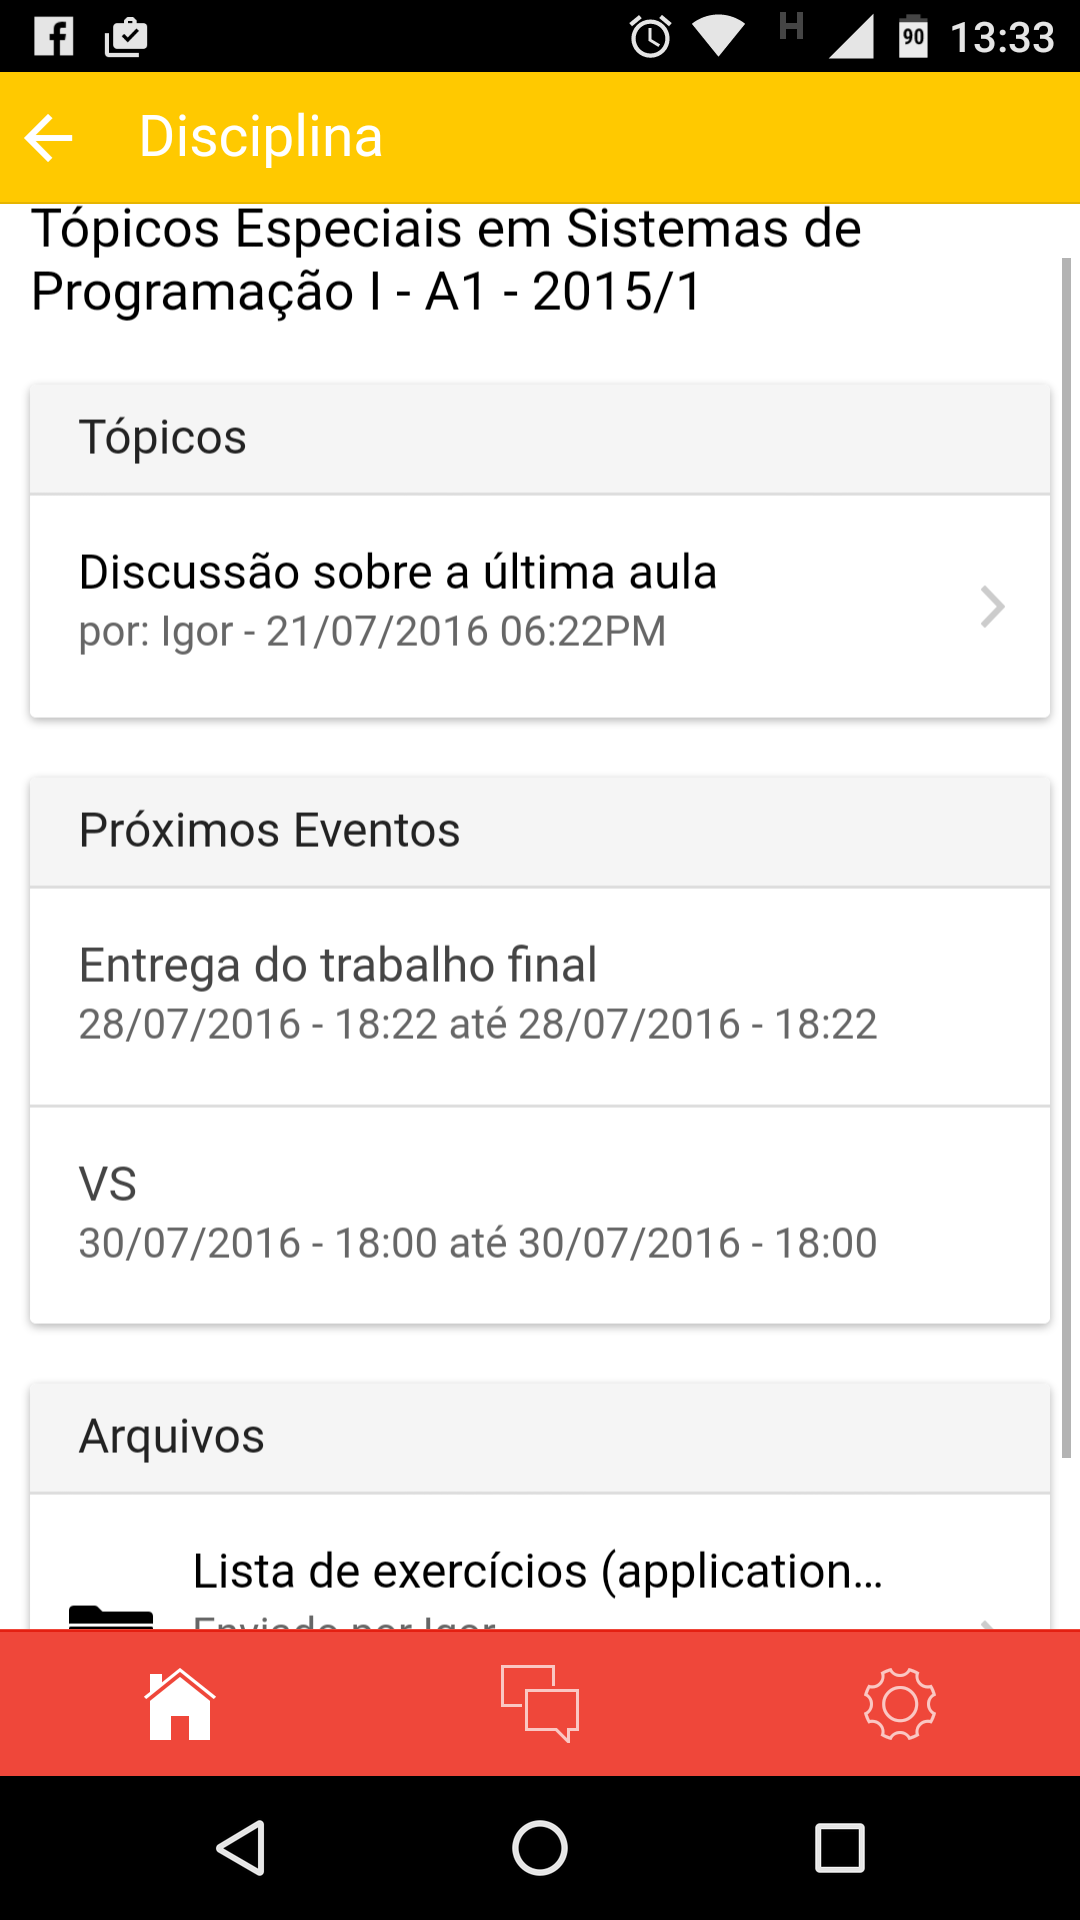 H
90
13:33
Disciplina
Tópicos Especiais em Sistemas de
Programação I - A1 - 2015/1
Tópicos
Discussão sobre a última aula
por: Igor - 21/07/2016 06:22PM
Próximos Eventos
Entrega do trabalho final
28/07/2016 - 18:22 até 28/07/2016 - 18:22
VS
30/07/2016 - 18:00 até 30/07/2016 - 18:00
Arquivos
Lista de exercícios (application...
Enviado por Igor